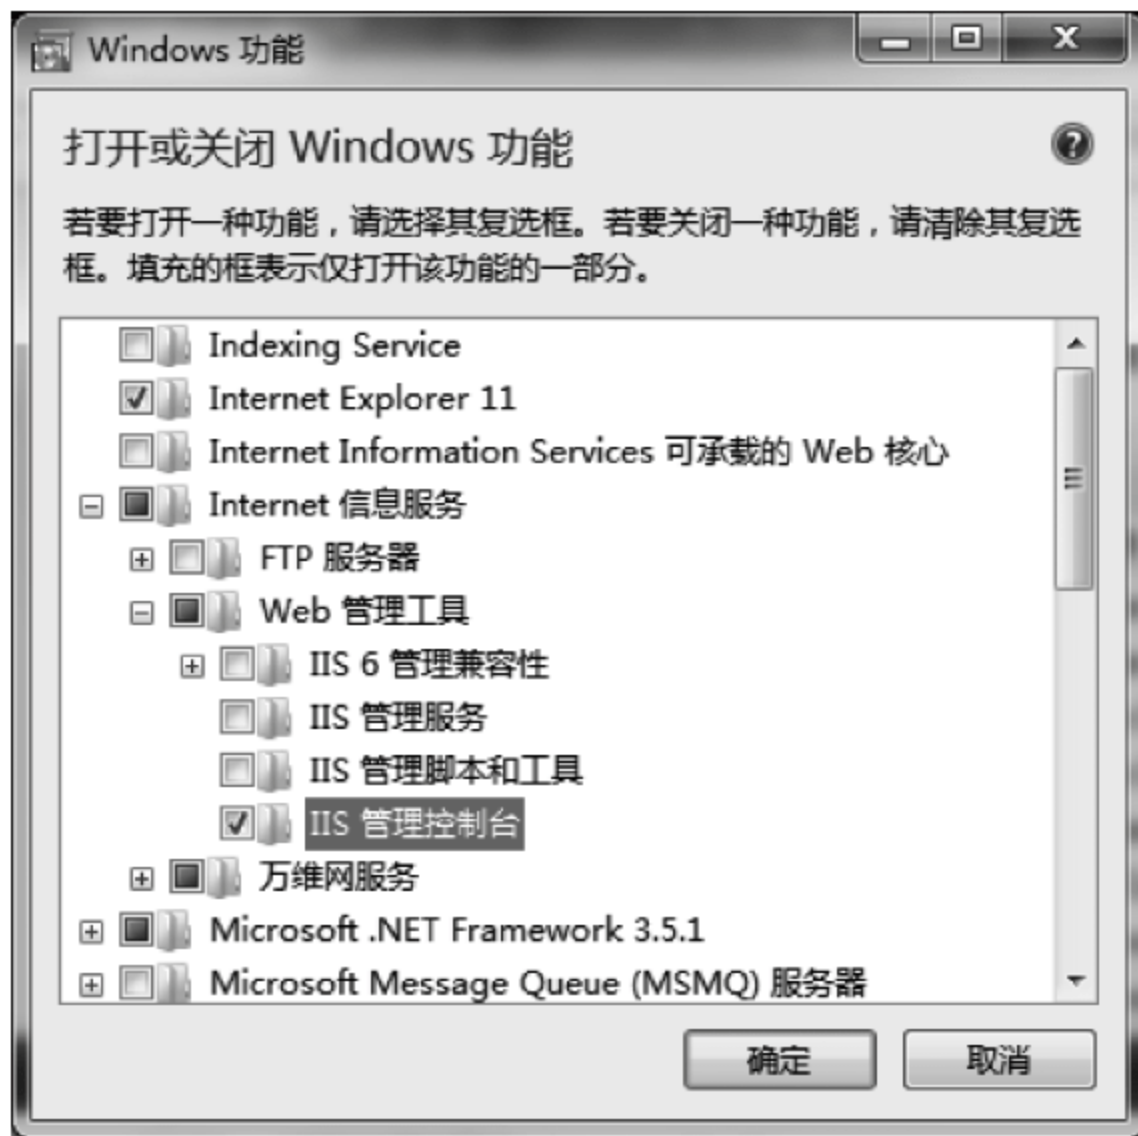 Windows 功能
打开或关闭 Windows 功能
若要打开一种功能，请选择其复选框。若要关闭一种功能，请清除其复选
框。填充的框表示仅打开该功能的一部分。
Indexing Service
Internet Explorer 11
Internet Information Services 可承载的 Web 核心
Internet 信息服务
FTP 服务器
Web 管理工具
IIS 6 管理兼容性
IIS 管理服务
IIS 管理脚本和工具
IIS 管理控制台
万维网服务
Microsoft .NET Framework 3.5.1
Microsoft Message Queue (MSMQ) 服务器
确定 取消